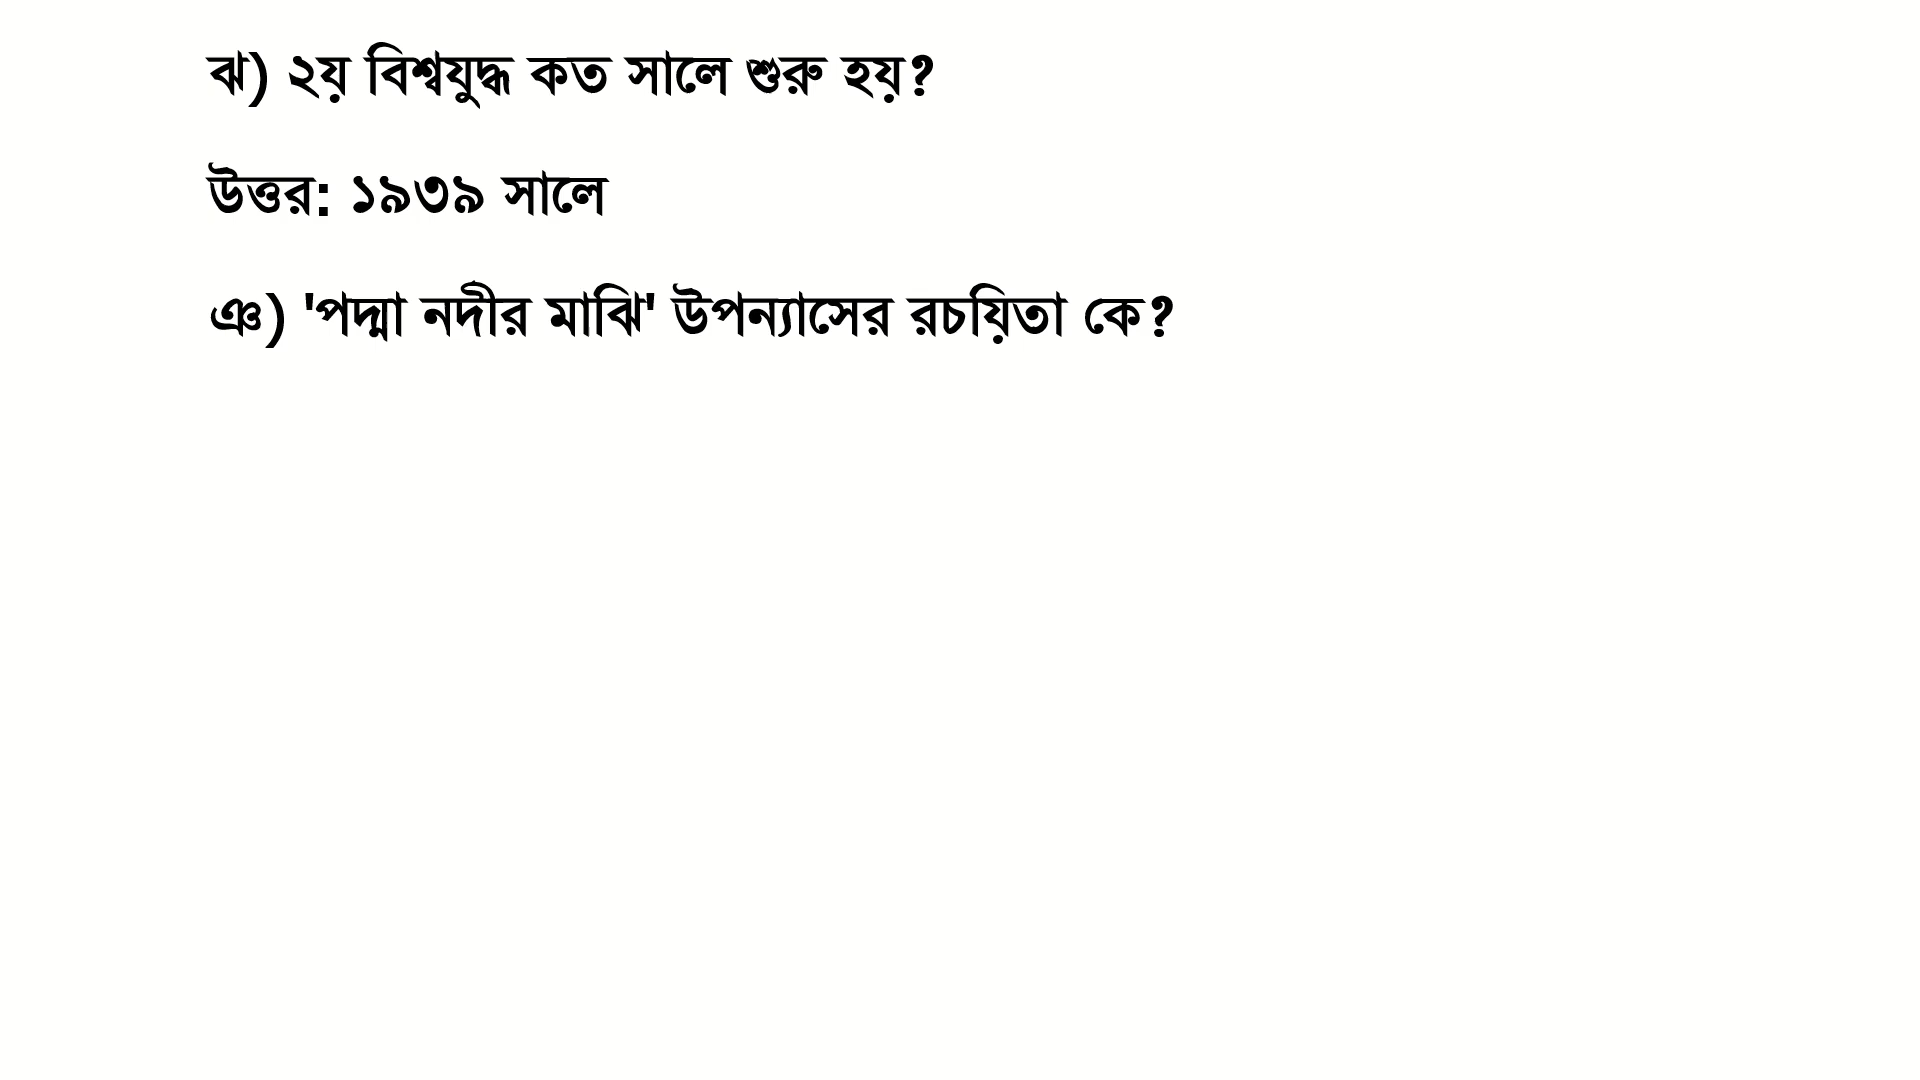 ঝ) ২য় বিশ্বযুদ্ধ কত সালে শুরু হয়?
উত্তর: ১৯৩৯ সালে
ঞ) 'পদ্মা নদীর মাঝি' উপন্যাসের রচয়িতা কে?